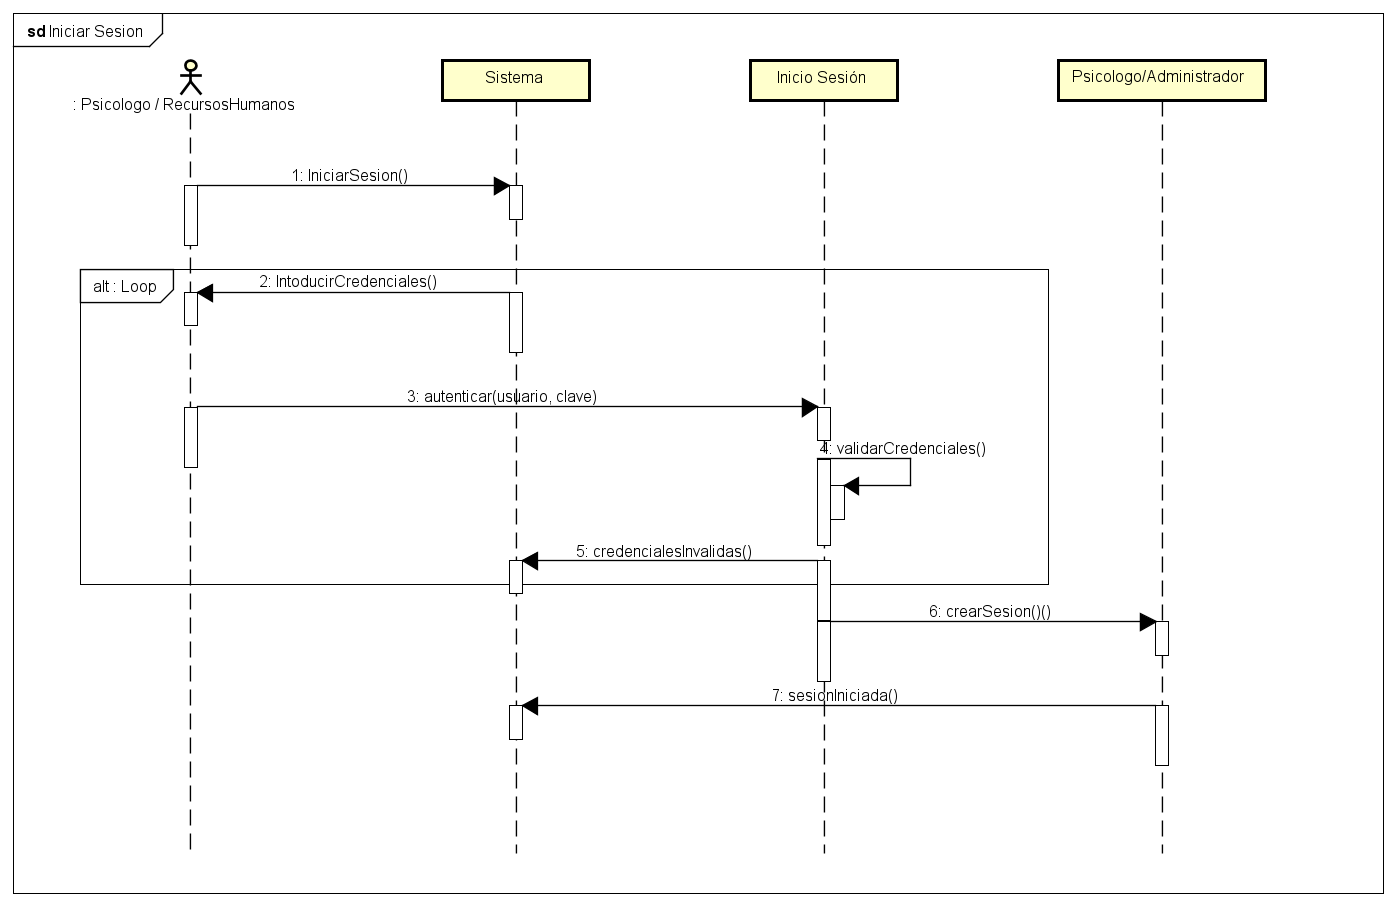 sd Iniciar Sesion
: Psicologo / RecursosHumanos
Sistema
Inicio Sesión
Psicologo/Administrador
1: IniciarSesion()
alt : Loop
2: IntoducirCredenciales()
3: autenticar(usuario, clave)
4: validarCredenciales()
5: credencialesInvalidas()
6: crearSesion()()
7: sesionIniciada()